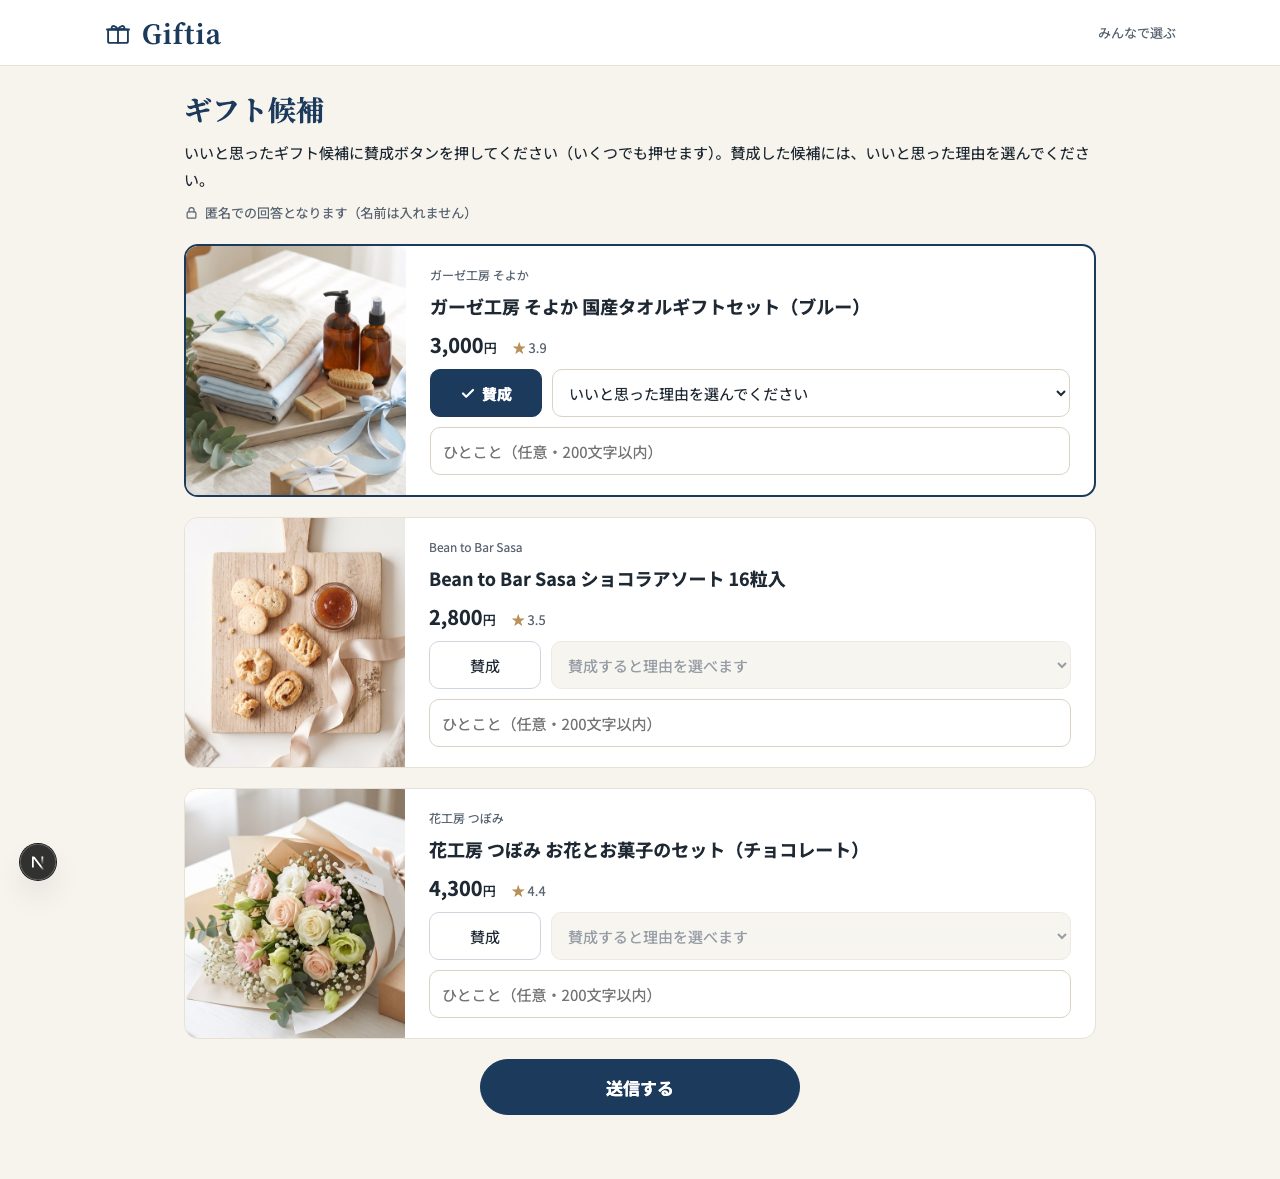 Giftia
みんなで選ぶ
ギフト候補
いいと思ったギフト候補に賛成ボタンを押してください（いくつでも押せます）。賛成した候補には、いいと思った理由を選んでくださ
い。
匿名での回答となります（名前は入れません）
ガーゼ工房 そよか
ガーゼ工房 そよか 国産タオルギフトセット（ブルー）
3,000円 ★ 3.9
✓ 賛成 いいと思った理由を選んでください
ひとこと（任意・200文字以内）
Bean to Bar Sasa
Bean to Bar Sasa ショコラアソート 16粒入
2,800円 ★ 3.5
賛成 賛成すると理由を選べます
ひとこと（任意・200文字以内）
花工房 つぼみ
花工房 つぼみ お花とお菓子のセット（チョコレート）
4,300円 ★ 4.4
賛成 賛成すると理由を選べます
ひとこと（任意・200文字以内）
N
送信する